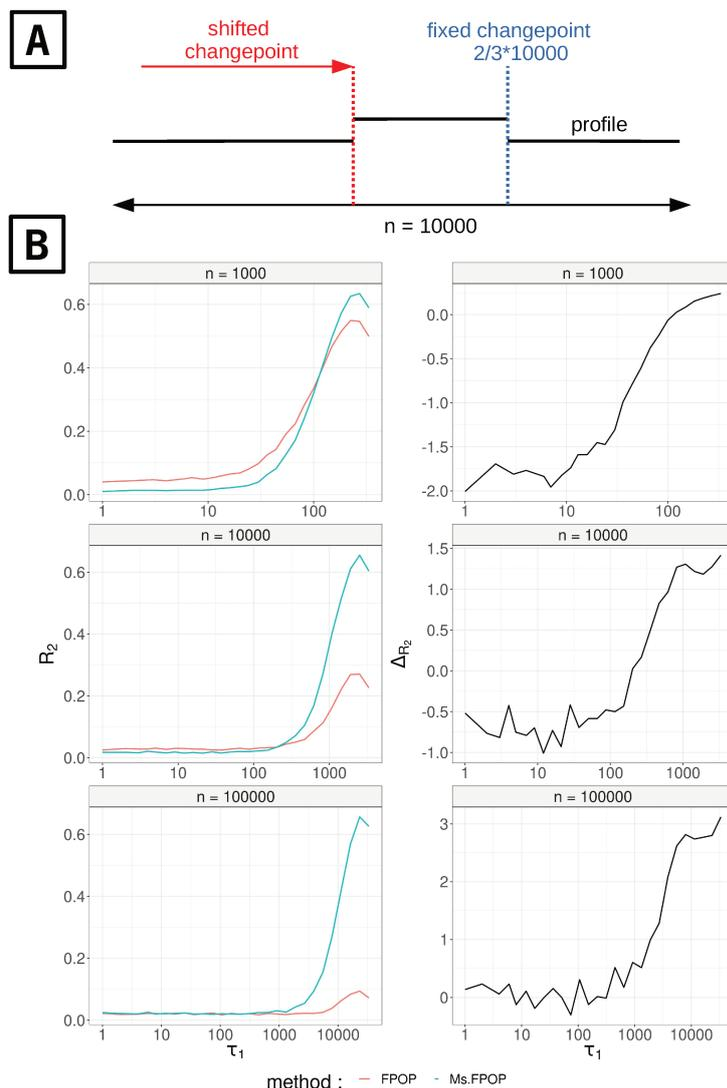 A
shifted
changepoint
fixed changepoint
2/3*10000
profile
n = 10000
B
n = 1000
0.6
0.4
0.2
0.0
1 10 100
n = 1000
0.0
-0.5
-1.0
-1.5
-2.0
1 10 100
R₂
n = 10000
0.6
0.4
0.2
0.0
1 10 100 1000
Δ_R₂
n = 10000
1.5
1.0
0.5
0.0
-0.5
-1.0
1 10 100 1000
n = 100000
0.6
0.4
0.2
0.0
1 10 100 1000 10000
τ₁
n = 100000
3
2
1
0
1 10 100 1000 10000
τ₁
method : FPOP Ms.FPOP